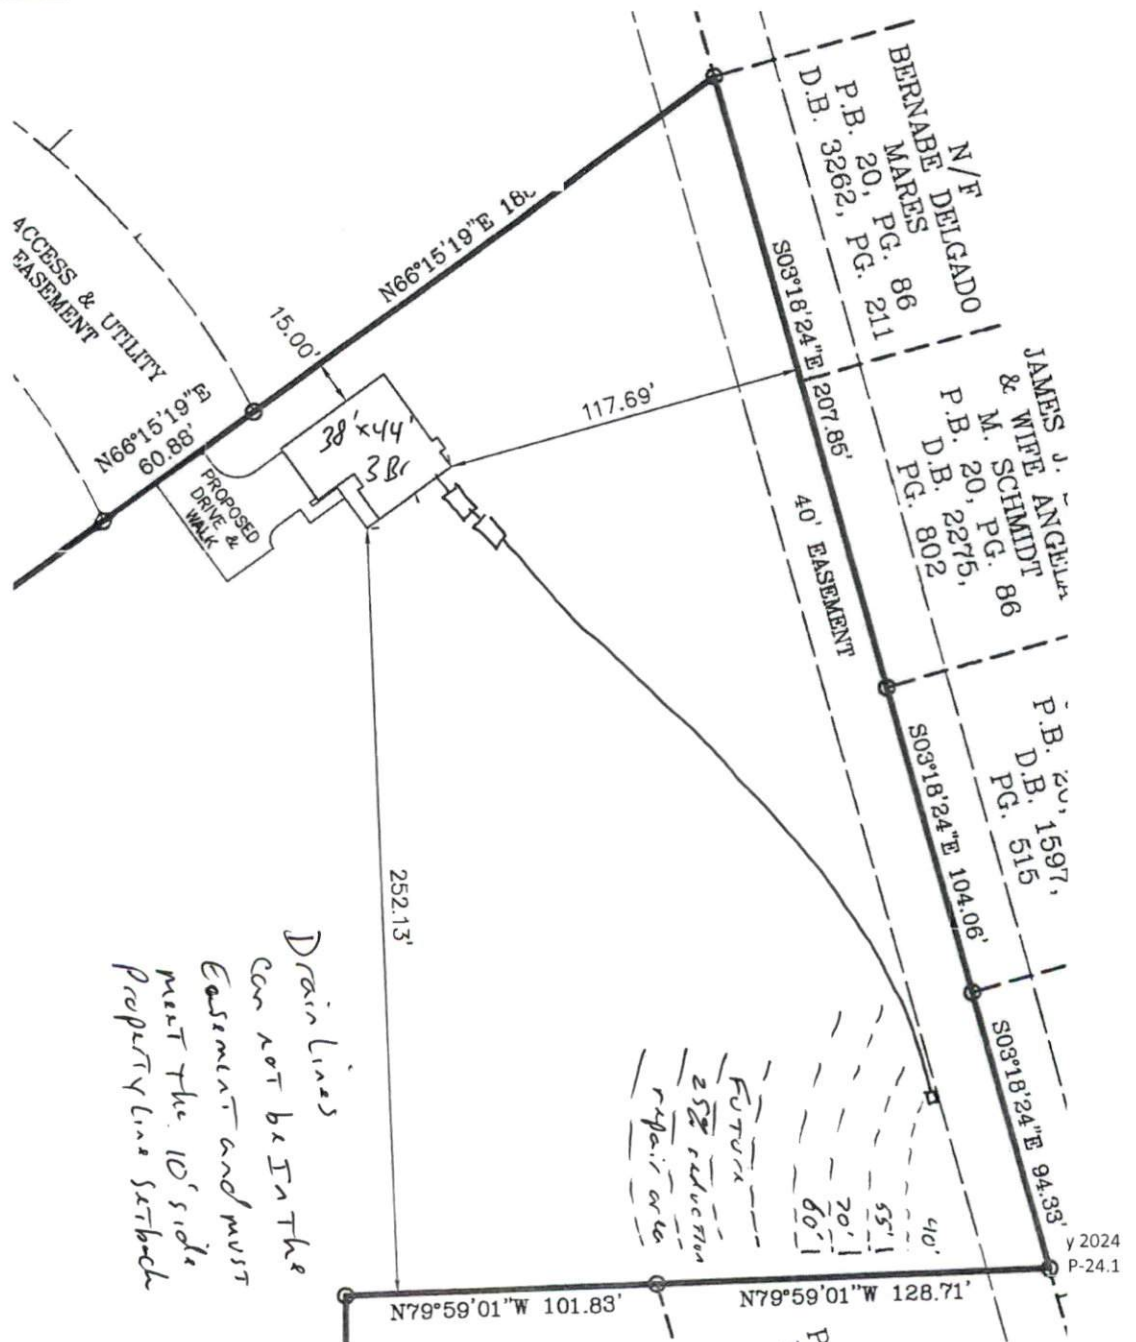 N/F
BERNABE DELGADO
MARES
P.B. 20, PG. 86
D.B. 3262, PG. 211
JAMES J.
& WIFE ANGELA
M. SCHMIDT
P.B. 20, PG. 86
D.B. 2275,
PG. 802
P.B. 20,
D.B. 1597,
PG. 515
N66°15'19"E
S03°18'24"E 207.85'
15.00'
117.69'
ACCESS & UTILITY
EASEMENT
N66°15'19"E
60.88'
38'x44'
3Br
PROPOSED
DRIVE &
WALK
40' EASEMENT
S03°18'24"E 104.06'
252.13'
S03°18'24"E 94.33'
Drain Lines
Can not be In The
Easement and must
meet The 10' side
Property Line Setback
Future
25% reduction
repair area
60'
70'
55'
40'
y 2024
P-24.1
N79°59'01"W 101.83'
N79°59'01"W 128.71'